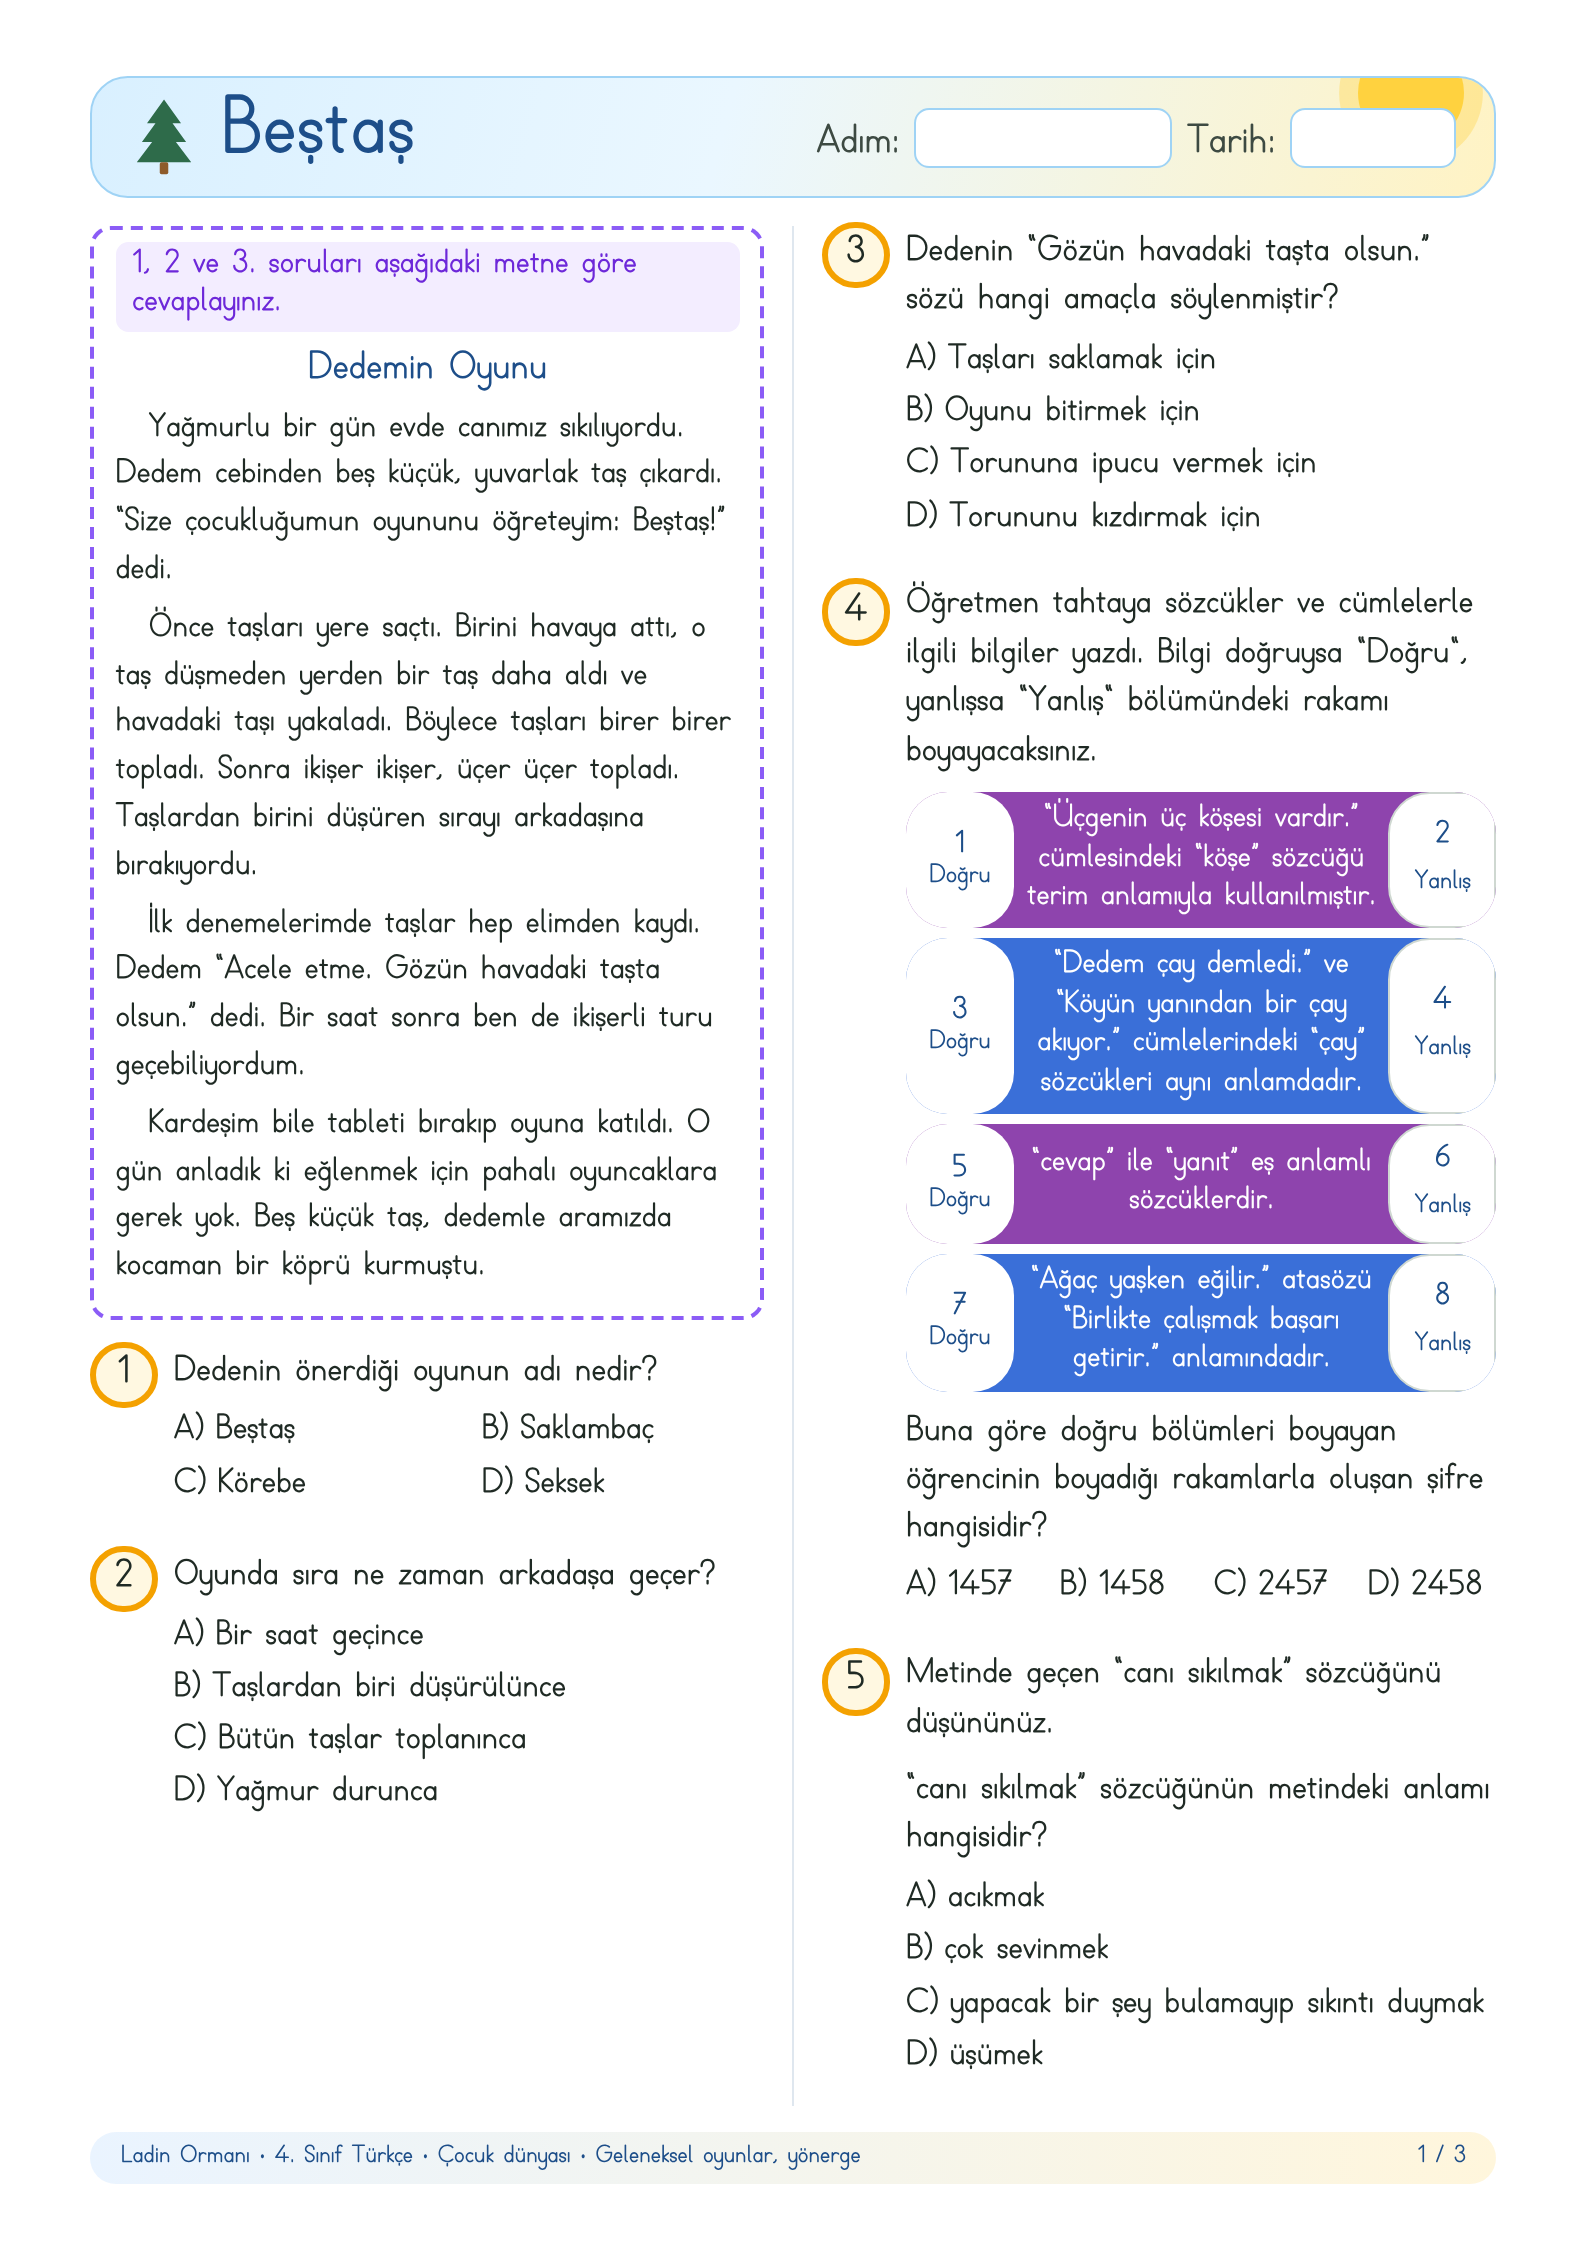 Beştaş
Adım:
Tarih:
1, 2 ve 3. soruları aşağıdaki metne göre
cevaplayınız.
Dedemin Oyunu
Yağmurlu bir gün evde canımız sıkılıyordu.
Dedem cebinden beş küçük, yuvarlak taş çıkardı.
“Size çocukluğumun oyununu öğreteyim: Beştaş!”
dedi.
Önce taşları yere saçtı. Birini havaya attı, o
taş düşmeden yerden bir taş daha aldı ve
havadaki taşı yakaladı. Böylece taşları birer birer
topladı. Sonra ikişer ikişer, üçer üçer topladı.
Taşlardan birini düşüren sırayı arkadaşına
bırakıyordu.
İlk denemelerimde taşlar hep elimden kaydı.
Dedem “Acele etme. Gözün havadaki taşta
olsun.” dedi. Bir saat sonra ben de ikişerli turu
geçebiliyordum.
Kardeşim bile tableti bırakıp oyuna katıldı. O
gün anladık ki eğlenmek için pahalı oyuncaklara
gerek yok. Beş küçük taş, dedemle aramızda
kocaman bir köprü kurmuştu.
1
Dedenin önerdiği oyunun adı nedir?
A) Beştaş
B) Saklambaç
C) Körebe
D) Seksek
2
Oyunda sıra ne zaman arkadaşa geçer?
A) Bir saat geçince
B) Taşlardan biri düşürülünce
C) Bütün taşlar toplanınca
D) Yağmur durunca
3
Dedenin “Gözün havadaki taşta olsun.”
sözü hangi amaçla söylenmiştir?
A) Taşları saklamak için
B) Oyunu bitirmek için
C) Torununa ipucu vermek için
D) Torununu kızdırmak için
4
Öğretmen tahtaya sözcükler ve cümlelerle
ilgili bilgiler yazdı. Bilgi doğruysa “Doğru“,
yanlışsa “Yanlış“ bölümündeki rakamı
boyayacaksınız.
1
Doğru
“Üçgenin üç köşesi vardır.”
cümlesindeki “köşe” sözcüğü
terim anlamıyla kullanılmıştır.
2
Yanlış
3
Doğru
“Dedem çay demledi.” ve
“Köyün yanından bir çay
akıyor.” cümlelerindeki “çay”
sözcükleri aynı anlamdadır.
4
Yanlış
5
Doğru
“cevap” ile “yanıt” eş anlamlı
sözcüklerdir.
6
Yanlış
7
Doğru
“Ağaç yaşken eğilir.” atasözü
“Birlikte çalışmak başarı
getirir.” anlamındadır.
8
Yanlış
Buna göre doğru bölümleri boyayan
öğrencinin boyadığı rakamlarla oluşan şifre
hangisidir?
A) 1457 B) 1458 C) 2457 D) 2458
5
Metinde geçen “canı sıkılmak” sözcüğünü
düşününüz.
“canı sıkılmak” sözcüğünün metindeki anlamı
hangisidir?
A) acıkmak
B) çok sevinmek
C) yapacak bir şey bulamayıp sıkıntı duymak
D) üşümek
Ladin Ormanı • 4. Sınıf Türkçe • Çocuk dünyası • Geleneksel oyunlar, yönerge
1 / 3